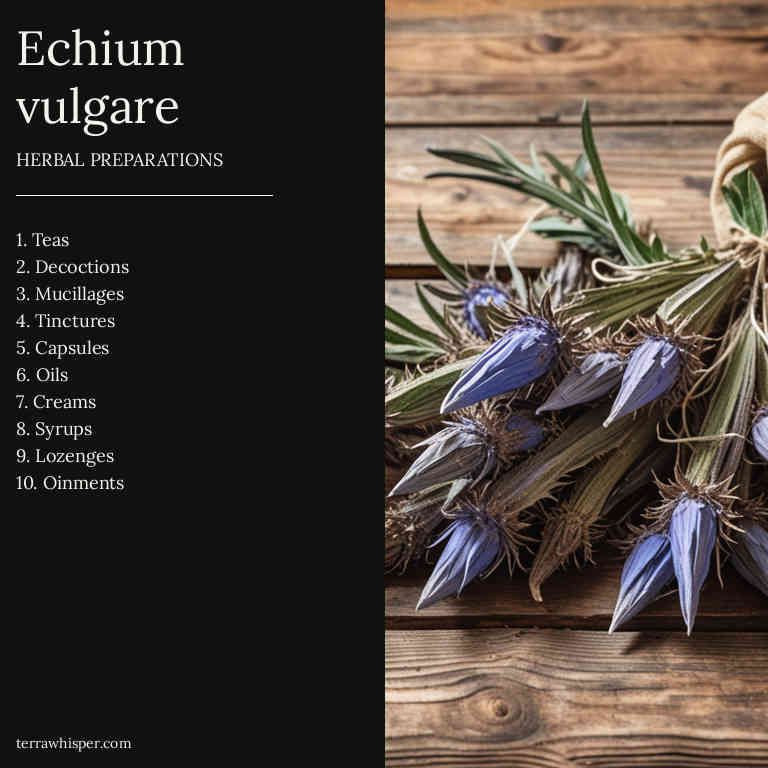 Echium
vulgare
HERBAL PREPARATIONS
1. Teas
2. Decoctions
3. Mucillages
4. Tinctures
5. Capsules
6. Oils
7. Creams
8. Syrups
9. Lozenges
10. Oinments
terrawhisper.com